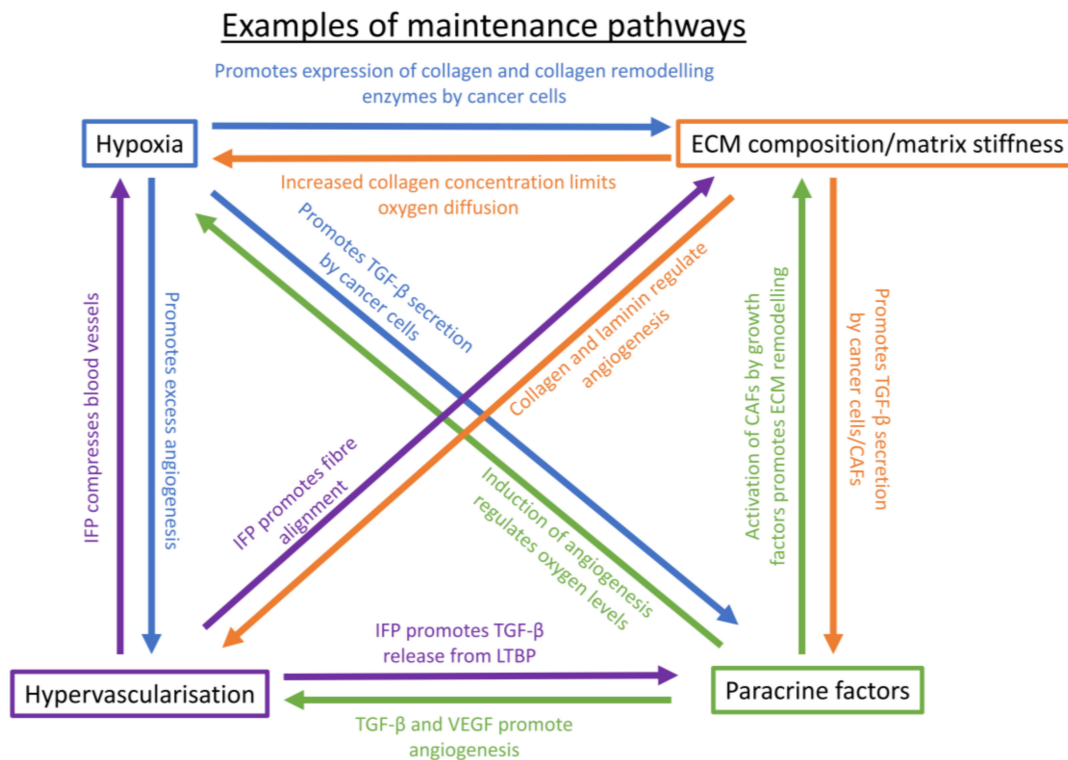 Examples of maintenance pathways
Promotes expression of collagen and collagen remodelling
enzymes by cancer cells
Hypoxia
ECM composition/matrix stiffness
Increased collagen concentration limits
oxygen diffusion
Promotes TGF-β secretion
by cancer cells
Collagen and laminin regulate
angiogenesis
IFP compresses blood vessels
Promotes excess angiogenesis
Activation of CAFs by growth
factors promotes ECM remodelling
Promotes TGF-β secretion
by cancer cells/CAFs
IFP promotes fibre
alignment
Induction of angiogenesis
regulates oxygen levels
IFP promotes TGF-β
release from LTBP
Hypervascularisation
Paracrine factors
TGF-β and VEGF promote
angiogenesis